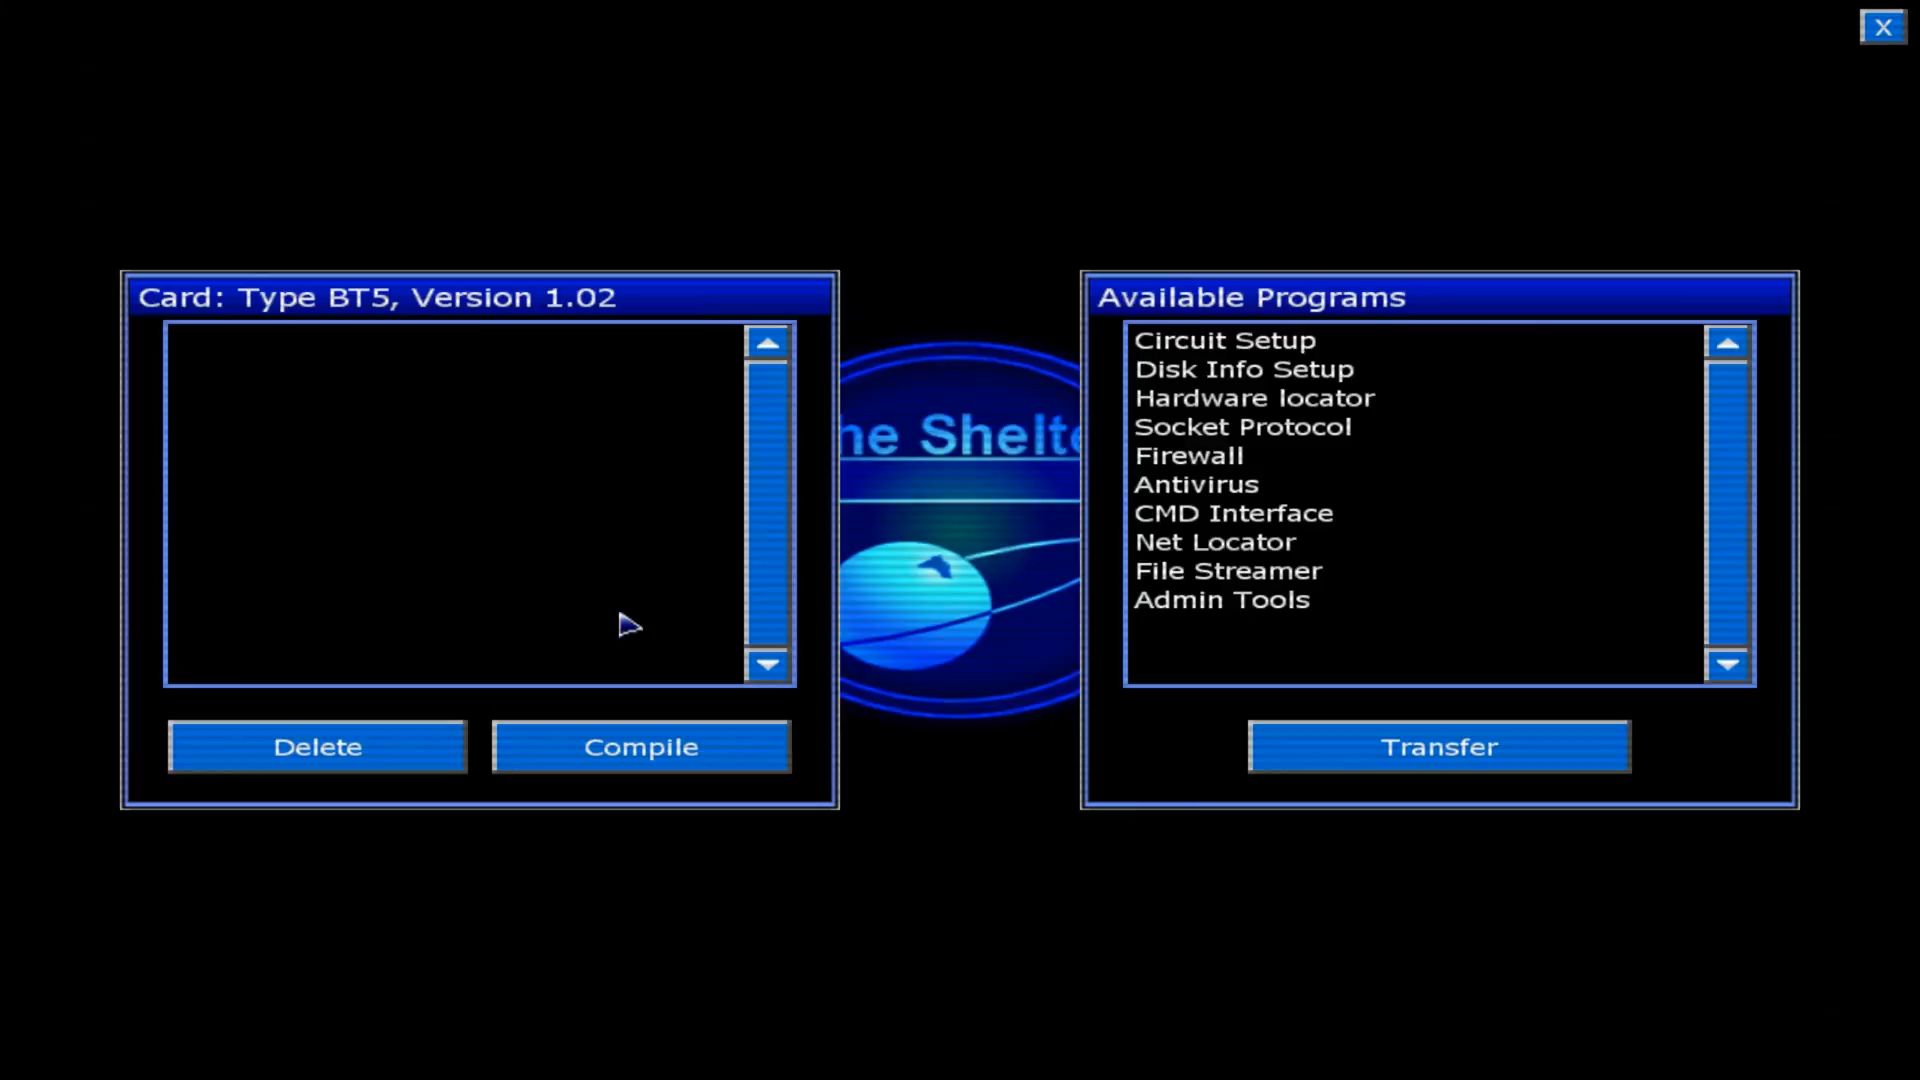 X
Card: Type BT5, Version 1.02
Delete
Compile
he Shelte
Available Programs
Circuit Setup
Disk Info Setup
Hardware locator
Socket Protocol
Firewall
Antivirus
CMD Interface
Net Locator
File Streamer
Admin Tools
Transfer